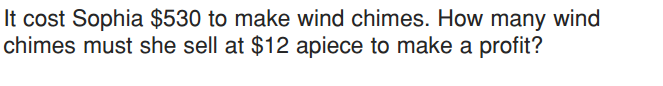 It cost Sophia $530 to make wind chimes. How many wind
chimes must she sell at $12 apiece to make a profit?